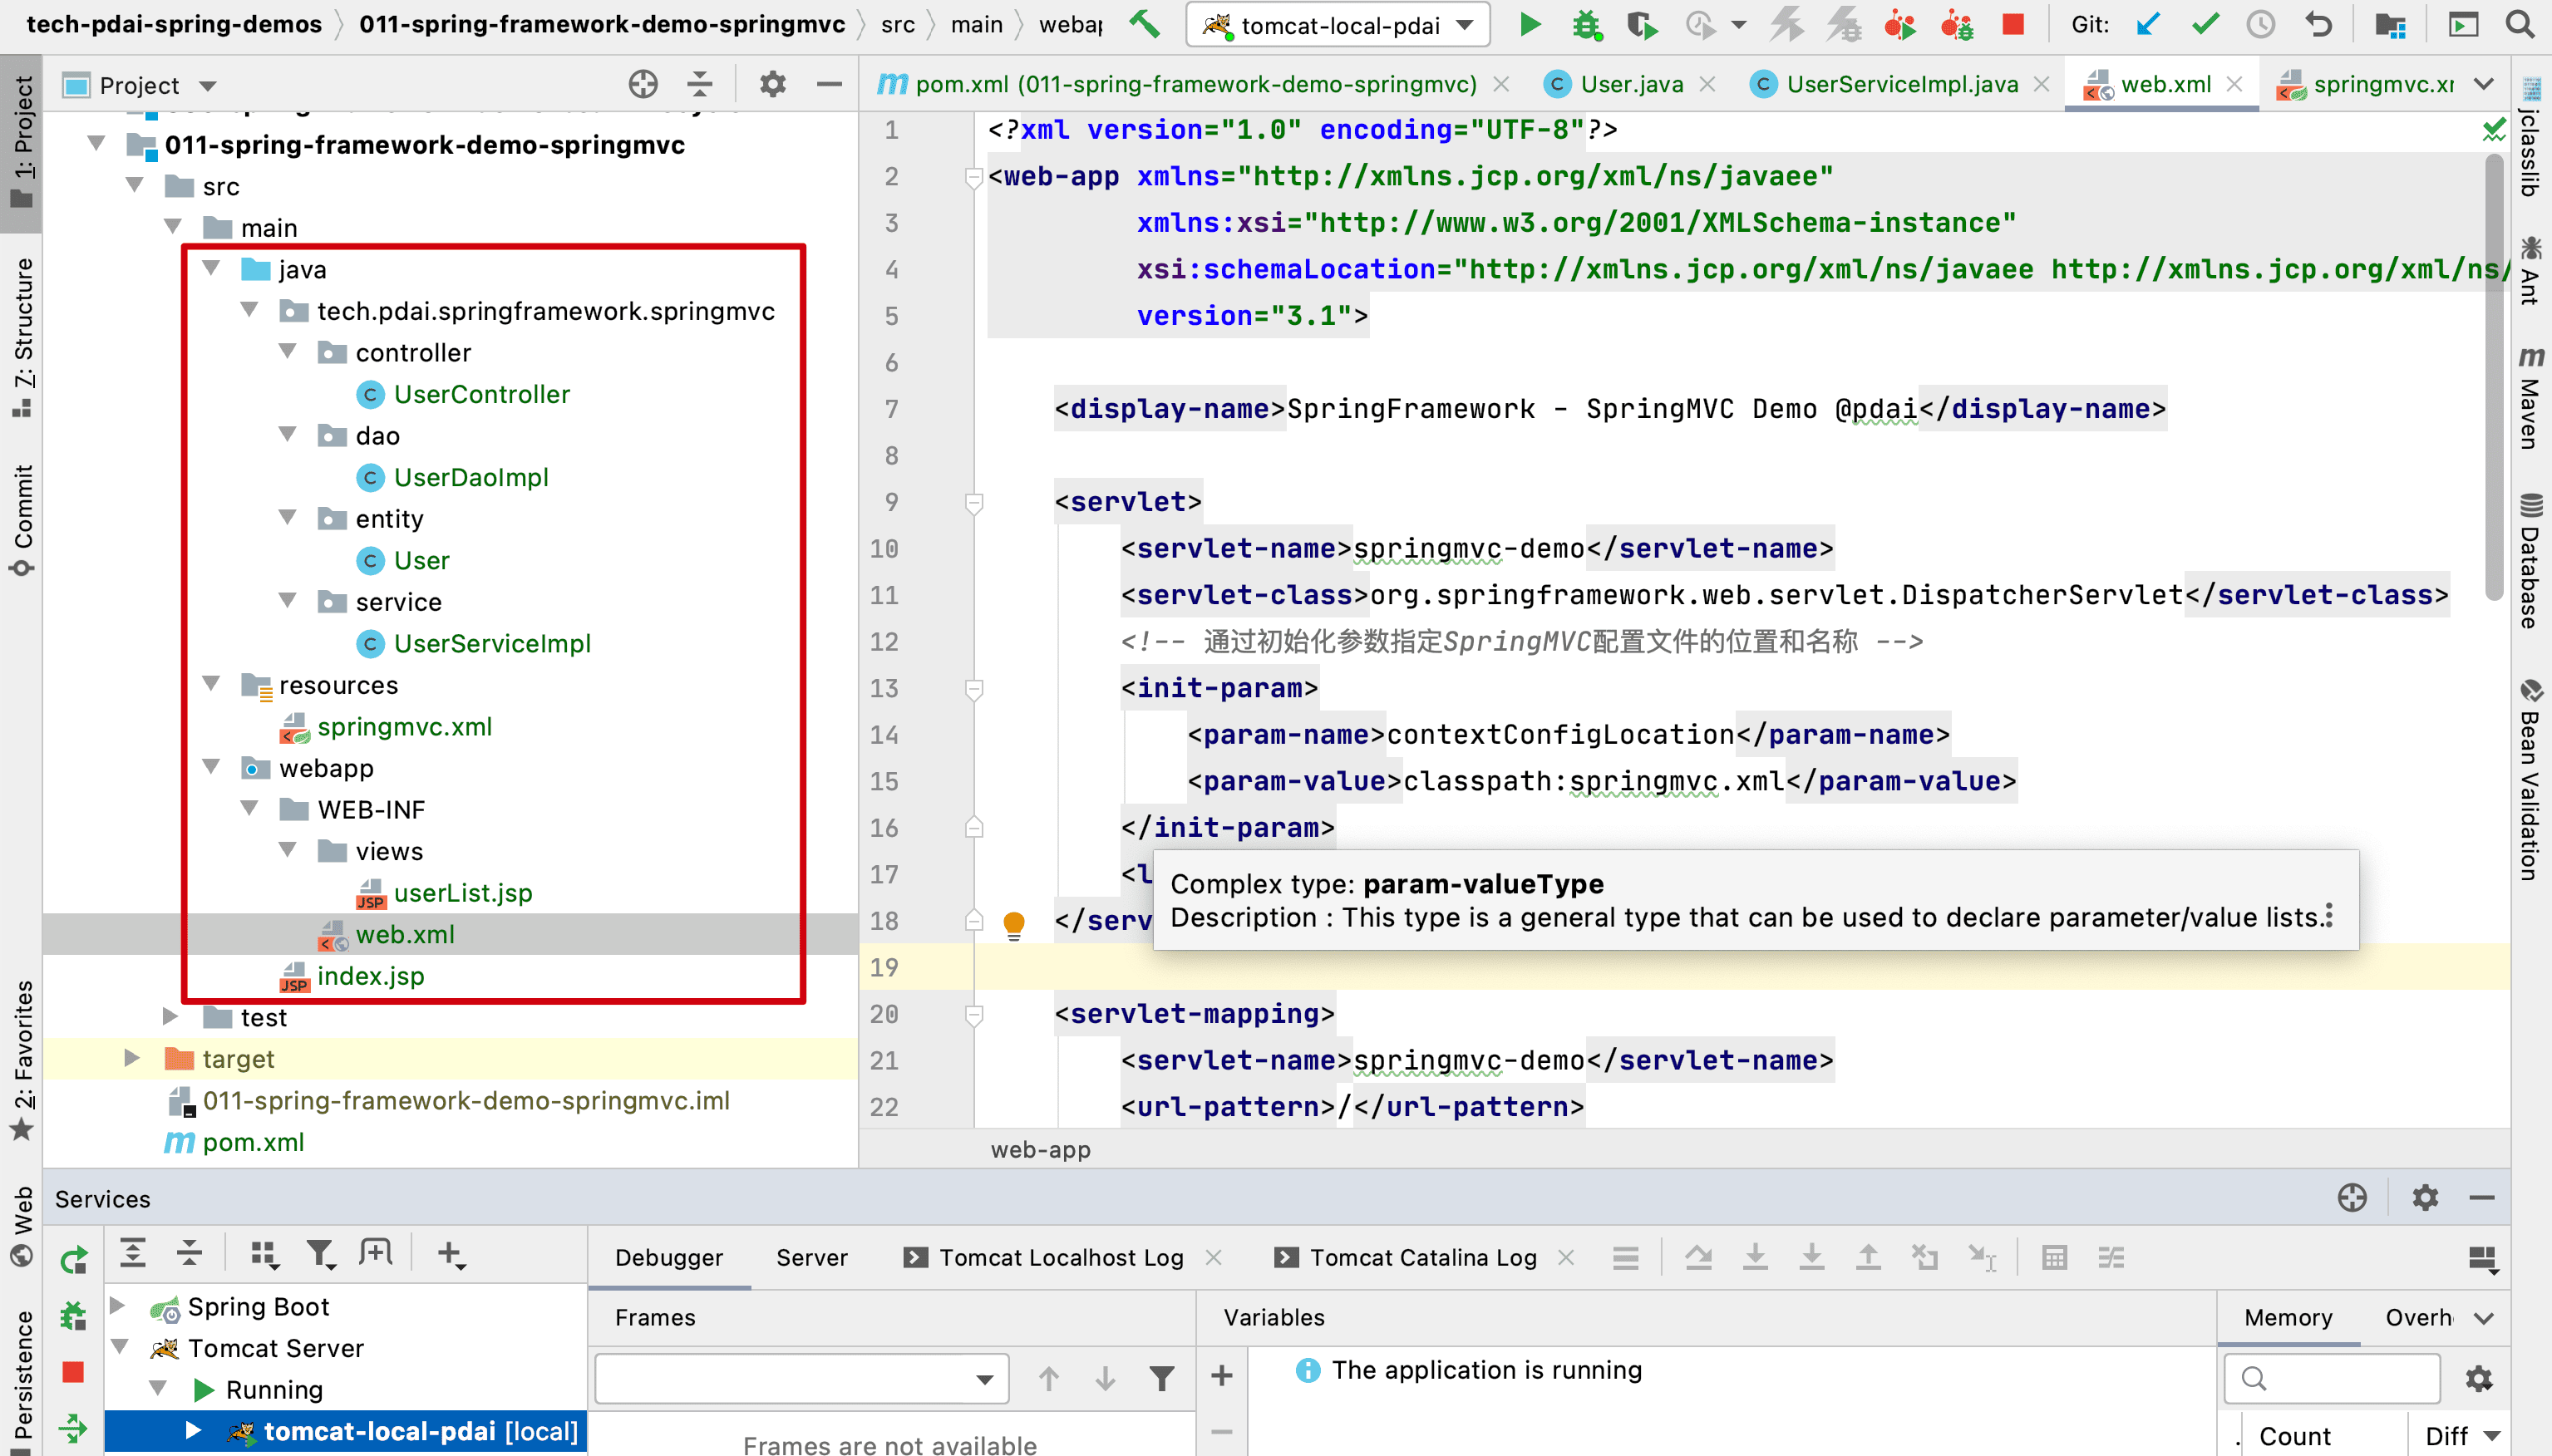 tech-pdai-spring-demos 011-spring-framework-demo-springmvc src main webap tomcat-local-pdai Git:
1: Project
Z: Structure
Commit
2: Favorites
Web
Persistence
Project
011-spring-framework-demo-springmvc
src
main
java
tech.pdai.springframework.springmvc
controller
UserController
dao
UserDaoImpl
entity
User
service
UserServiceImpl
resources
springmvc.xml
webapp
WEB-INF
views
userList.jsp
web.xml
index.jsp
test
target
011-spring-framework-demo-springmvc.iml
pom.xml
pom.xml (011-spring-framework-demo-springmvc) User.java UserServiceImpl.java web.xml springmvc.xr
1 <?xml version="1.0" encoding="UTF-8"?>
2 <web-app xmlns="http://xmlns.jcp.org/xml/ns/javaee"
3 xmlns:xsi="http://www.w3.org/2001/XMLSchema-instance"
4 xsi:schemaLocation="http://xmlns.jcp.org/xml/ns/javaee http://xmlns.jcp.org/xml/ns/
5 version="3.1">
6
7 <display-name>SpringFramework - SpringMVC Demo @pdai</display-name>
8
9 <servlet>
10 <servlet-name>springmvc-demo</servlet-name>
11 <servlet-class>org.springframework.web.servlet.DispatcherServlet</servlet-class>
12 <!-- 通过初始化参数指定SpringMVC配置文件的位置和名称 -->
13 <init-param>
14 <param-name>contextConfigLocation</param-name>
15 <param-value>classpath:springmvc.xml</param-value>
16 </init-param>
17 <l
18 </serv
Complex type: param-valueType
Description : This type is a general type that can be used to declare parameter/value lists.
19
20 <servlet-mapping>
21 <servlet-name>springmvc-demo</servlet-name>
22 <url-pattern>/</url-pattern>
web-app
jclasslib
Ant
Maven
Database
Bean Validation
Services
Debugger Server Tomcat Localhost Log Tomcat Catalina Log
Spring Boot
Tomcat Server
Running
tomcat-local-pdai [local]
Frames
Frames are not available
Variables
The application is running
Memory Overh
Count Diff